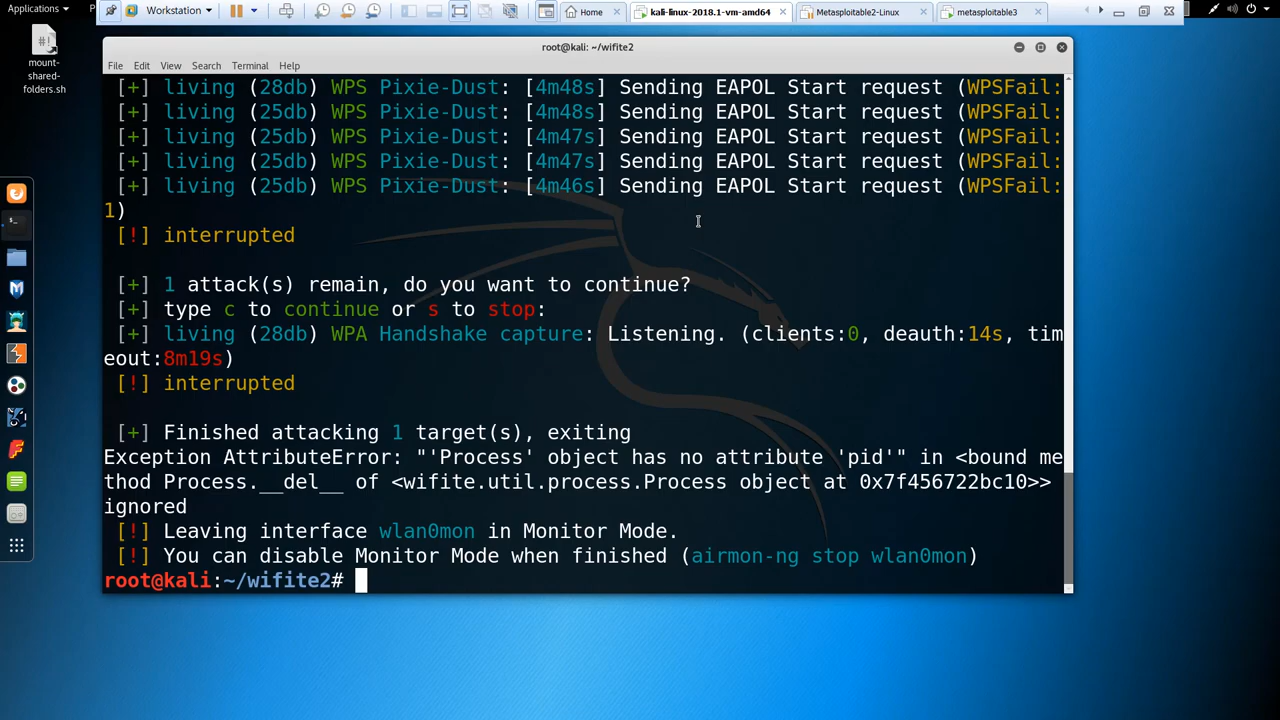 Applications
Workstation
Home
kali-linux-2018.1-vm-amd64
Metasploitable2-Linux
metasploitable3
mount-
shared-
folders.sh
root@kali: ~/wifite2
File Edit View Search Terminal Help
[+] living (28db) WPS Pixie-Dust: [4m48s] Sending EAPOL Start request (WPSFail:
[+] living (25db) WPS Pixie-Dust: [4m48s] Sending EAPOL Start request (WPSFail:
[+] living (25db) WPS Pixie-Dust: [4m47s] Sending EAPOL Start request (WPSFail:
[+] living (25db) WPS Pixie-Dust: [4m47s] Sending EAPOL Start request (WPSFail:
[+] living (25db) WPS Pixie-Dust: [4m46s] Sending EAPOL Start request (WPSFail:
1)
[!] interrupted
[+] 1 attack(s) remain, do you want to continue?
[+] type c to continue or s to stop:
[+] living (28db) WPA Handshake capture: Listening. (clients:0, deauth:14s, tim
eout:8m19s)
[!] interrupted
[+] Finished attacking 1 target(s), exiting
Exception AttributeError: "'Process' object has no attribute 'pid'" in <bound me
thod Process.__del__ of <wifite.util.process.Process object at 0x7f456722bc10>>
ignored
[!] Leaving interface wlan0mon in Monitor Mode.
[!] You can disable Monitor Mode when finished (airmon-ng stop wlan0mon)
root@kali:~/wifite2#